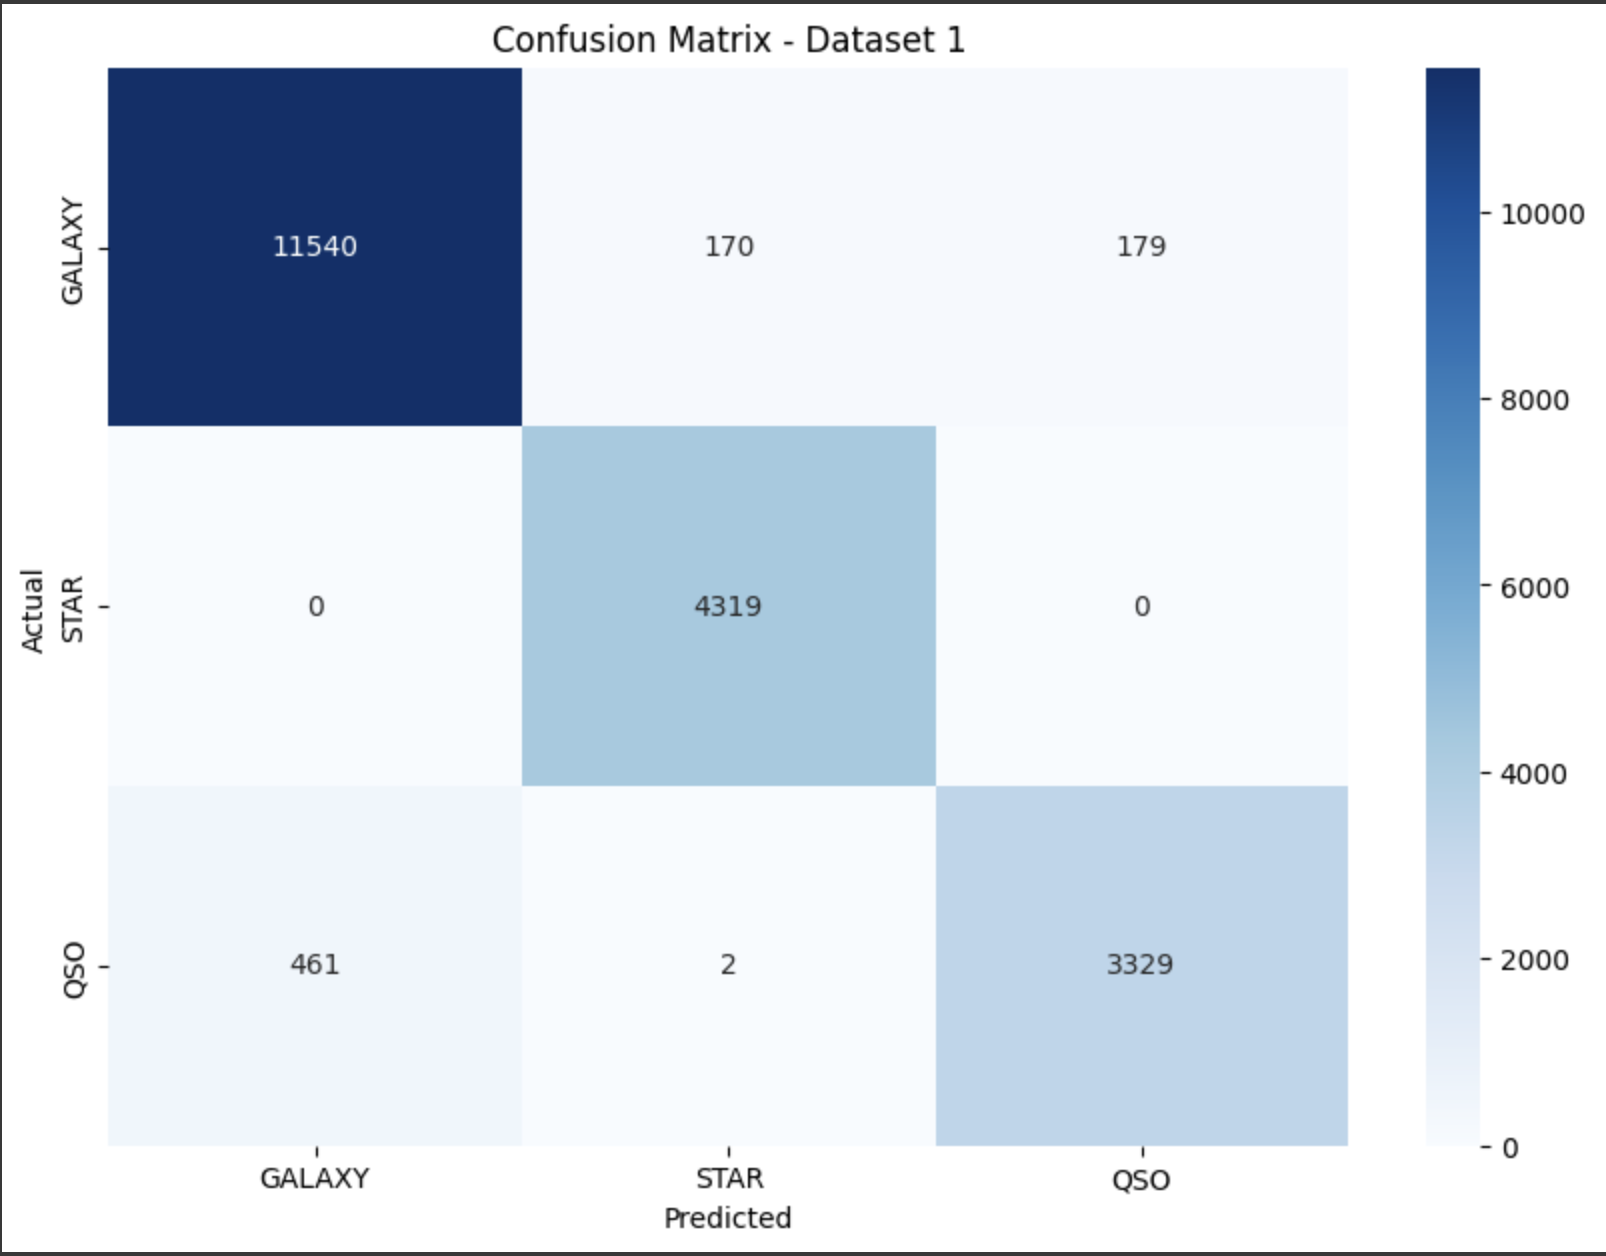 Confusion Matrix - Dataset 1
GALAXY
11540 170 179
10000
8000
Actual
STAR
0 4319 0
6000
4000
QSO
461 2 3329
2000
0
GALAXY STAR QSO
Predicted